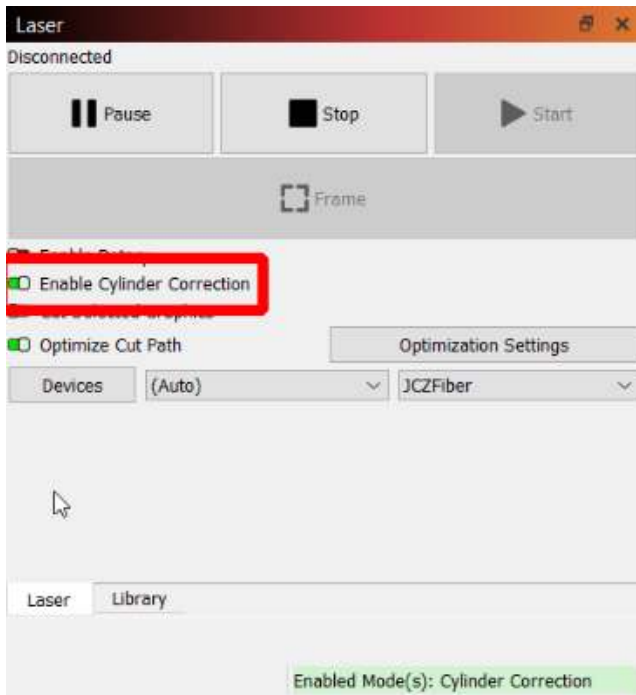 Laser
Disconnected
Pause Stop Start
Frame
Enable Cylinder Correction
Optimize Cut Path Optimization Settings
Devices (Auto) JCZFiber
Laser Library
Enabled Mode(s): Cylinder Correction